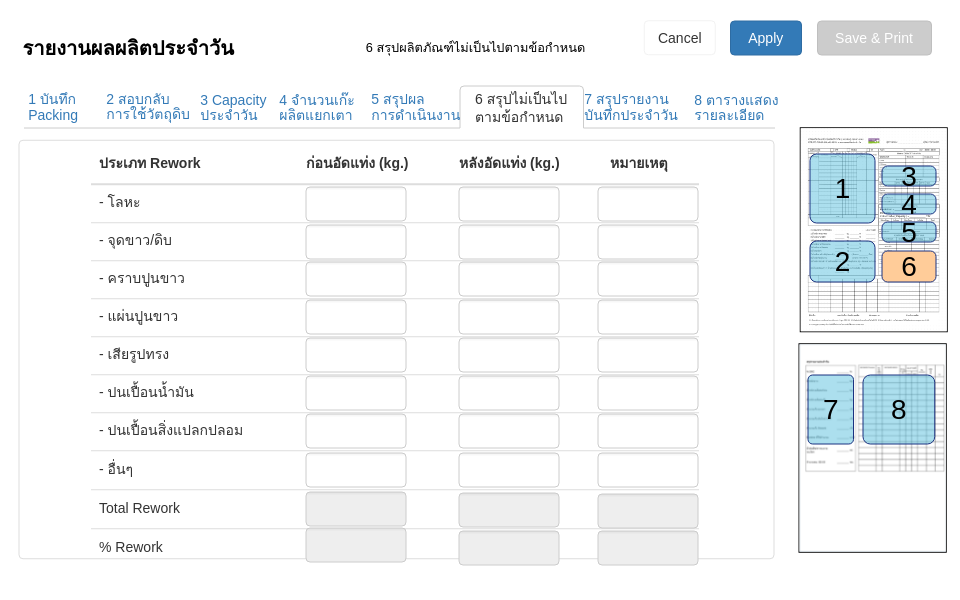 รายงานผลผลิตประจำวัน
6 สรุปผลิตภัณฑ์ไม่เป็นไปตามข้อกำหนด
Cancel
Apply
Save & Print
1 บันทึก
Packing
2 สอบกลับ
การใช้วัตถุดิบ
3 Capacity
ประจำวัน
4 จำนวนเก๊ะ
ผลิตแยกเตา
5 สรุปผล
การดำเนินงาน
6 สรุปไม่เป็นไป
ตามข้อกำหนด
7 สรุปรายงาน
บันทึกประจำวัน
8 ตารางแสดง
รายละเอียด
ประเภท Rework
ก่อนอัดแท่ง (kg.)
หลังอัดแท่ง (kg.)
หมายเหตุ
- โลหะ
- จุดขาว/ดิบ
- คราบปูนขาว
- แผ่นปูนขาว
- เสียรูปทรง
- ปนเปื้อนน้ำมัน
- ปนเปื้อนสิ่งแปลกปลอม
- อื่นๆ
Total Rework
% Rework
1
2
3
4
5
6
7
8